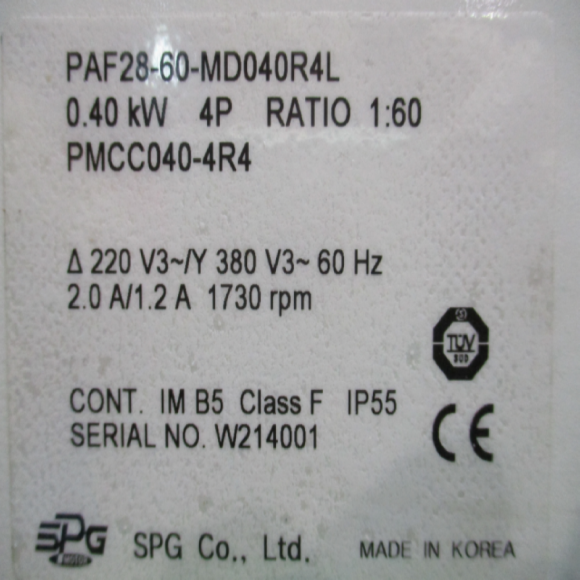 PAF28-60-MD040R4L
0.40 kW 4P RATIO 1:60
PMCC040-4R4
Δ 220 V3~/Y 380 V3~ 60 Hz
2.0 A/1.2 A 1730 rpm
TÜV
SÜD
CONT. IM B5 Class F IP55
SERIAL NO. W214001
CE
SPG
MOTOR
SPG Co., Ltd.
MADE IN KOREA